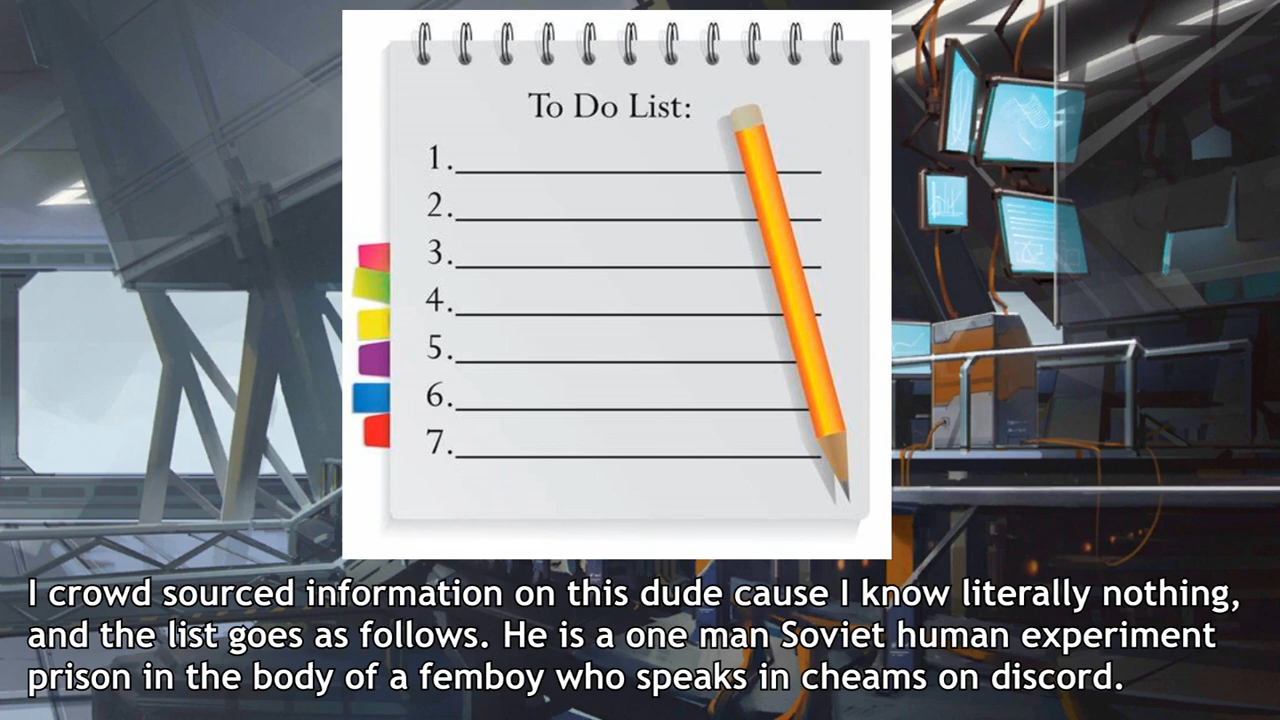 To Do List:
1.
2.
3.
4.
5.
6.
7.
I crowd sourced information on this dude cause I know literally nothing,
and the list goes as follows. He is a one man Soviet human experiment
prison in the body of a femboy who speaks in cheams on discord.